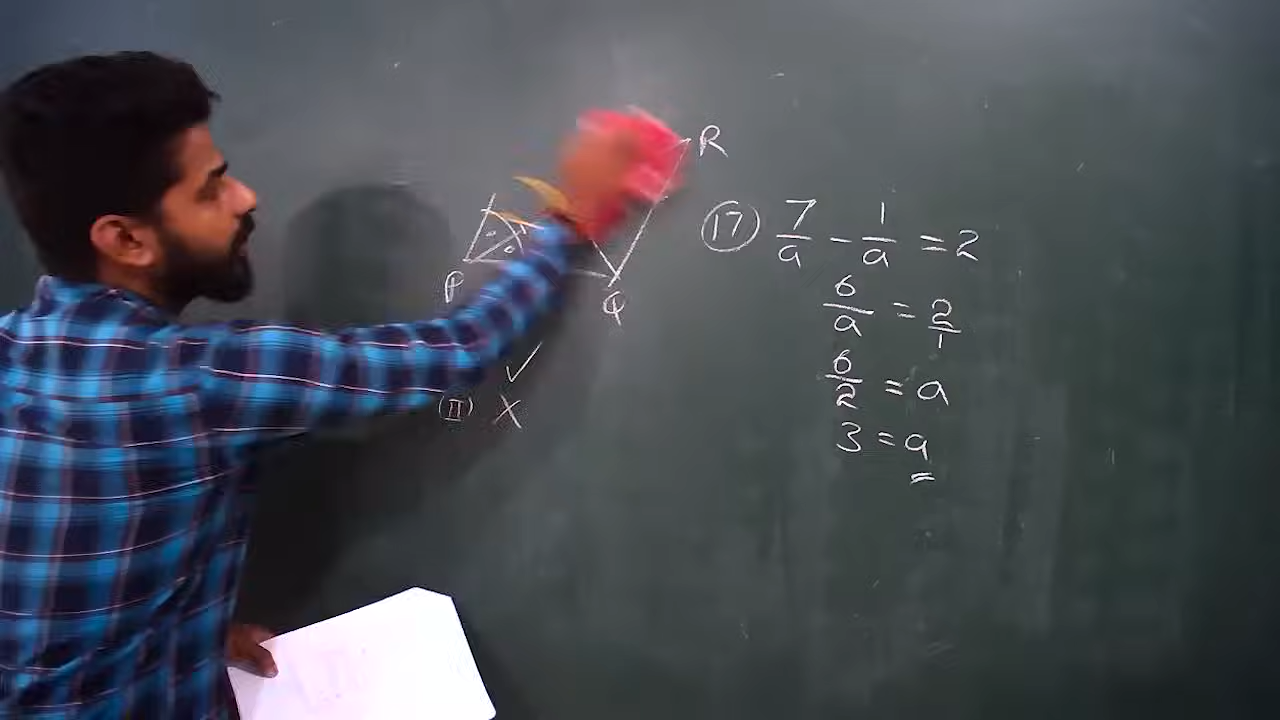 R
P
Q
(II) X
(17) 7/a - 1/a = 2
6/a = 2/1
6/2 = a
3 = a